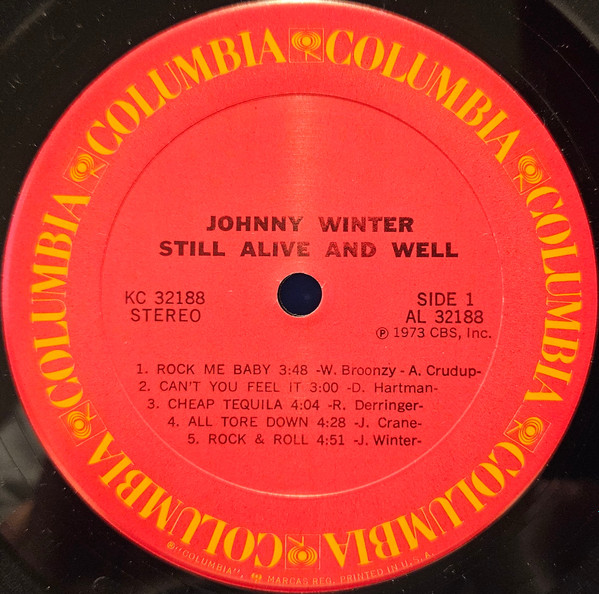 COLUMBIA COLUMBIA COLUMBIA COLUMBIA COLUMBIA COLUMBIA
JOHNNY WINTER
STILL ALIVE AND WELL
KC 32188
STEREO
SIDE 1
AL 32188
Ⓟ 1973 CBS, Inc.
1. ROCK ME BABY 3:48 -W. Broonzy - A. Crudup-
2. CAN'T YOU FEEL IT 3:00 -D. Hartman-
3. CHEAP TEQUILA 4:04 -R. Derringer-
4. ALL TORE DOWN 4:28 -J. Crane-
5. ROCK & ROLL 4:51 -J. Winter-
®"COLUMBIA", MARCAS REG. PRINTED IN U.S.A.